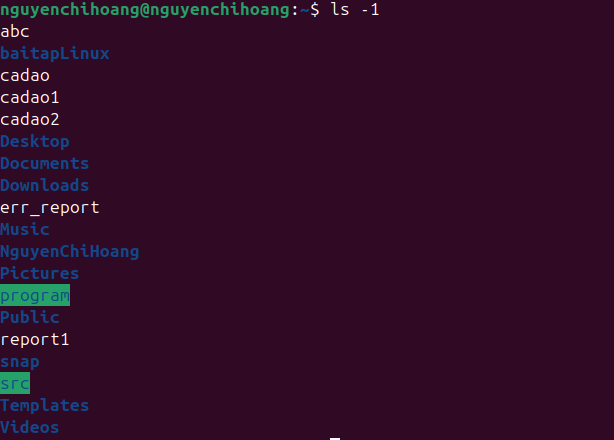 nguyenchihoang@nguyenchihoang:~$ ls -1
abc
baitapLinux
cadao
cadao1
cadao2
Desktop
Documents
Downloads
err_report
Music
NguyenChiHoang
Pictures
program
Public
report1
snap
src
Templates
Videos